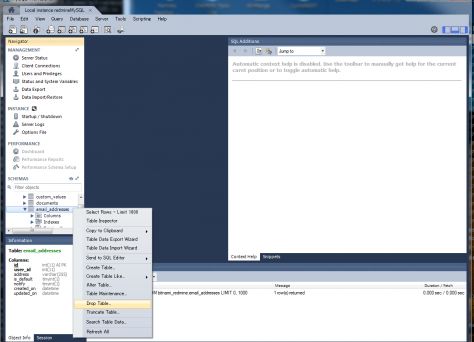 Local instance redmineMySQL
File Edit View Query Database Server Tools Scripting Help
Navigator
MANAGEMENT
Server Status
Client Connections
Users and Privileges
Status and System Variables
Data Export
Data Import/Restore
INSTANCE
Startup / Shutdown
Server Logs
Options File
PERFORMANCE
Dashboard
Performance Reports
Performance Schema Setup
SCHEMAS
Filter objects
custom_values
documents
email_addresses
Columns
Indexes
Information
Table: email_addresses
Columns:
id int(11) AI PK
user_id int(11)
address varchar(255)
is_default tinyint(1)
notify tinyint(1)
created_on datetime
updated_on datetime
Object Info Session
Select Rows - Limit 1000
Table Inspector
Copy to Clipboard
Table Data Export Wizard
Table Data Import Wizard
Send to SQL Editor
Create Table...
Create Table Like...
Alter Table...
Table Maintenance...
Drop Table...
Truncate Table...
Search Table Data...
Refresh All
SQL Additions
Jump to
Automatic context help is disabled. Use the toolbar to manually get help for the current caret position or to toggle automatic help.
Context Help Snippets
Message Duration / Fetch
bitnami_redmine.email_addresses LIMIT 0, 1000 1 row(s) returned 0.000 sec / 0.000 sec